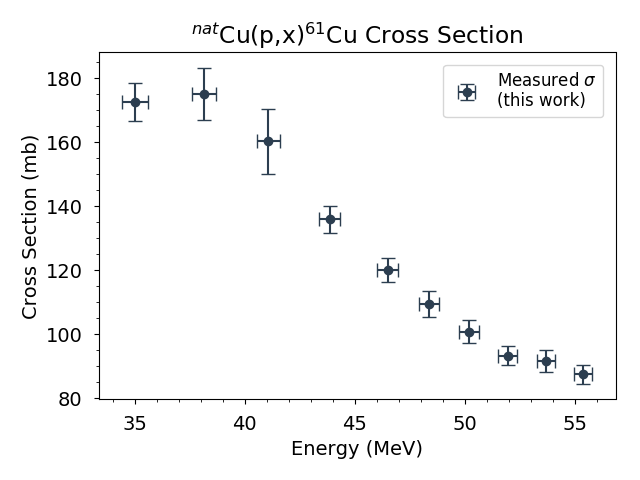 ⁿᵃᵗCu(p,x)⁶¹Cu Cross Section
Measured σ
(this work)
Cross Section (mb)
180
160
140
120
100
80
35 40 45 50 55
Energy (MeV)